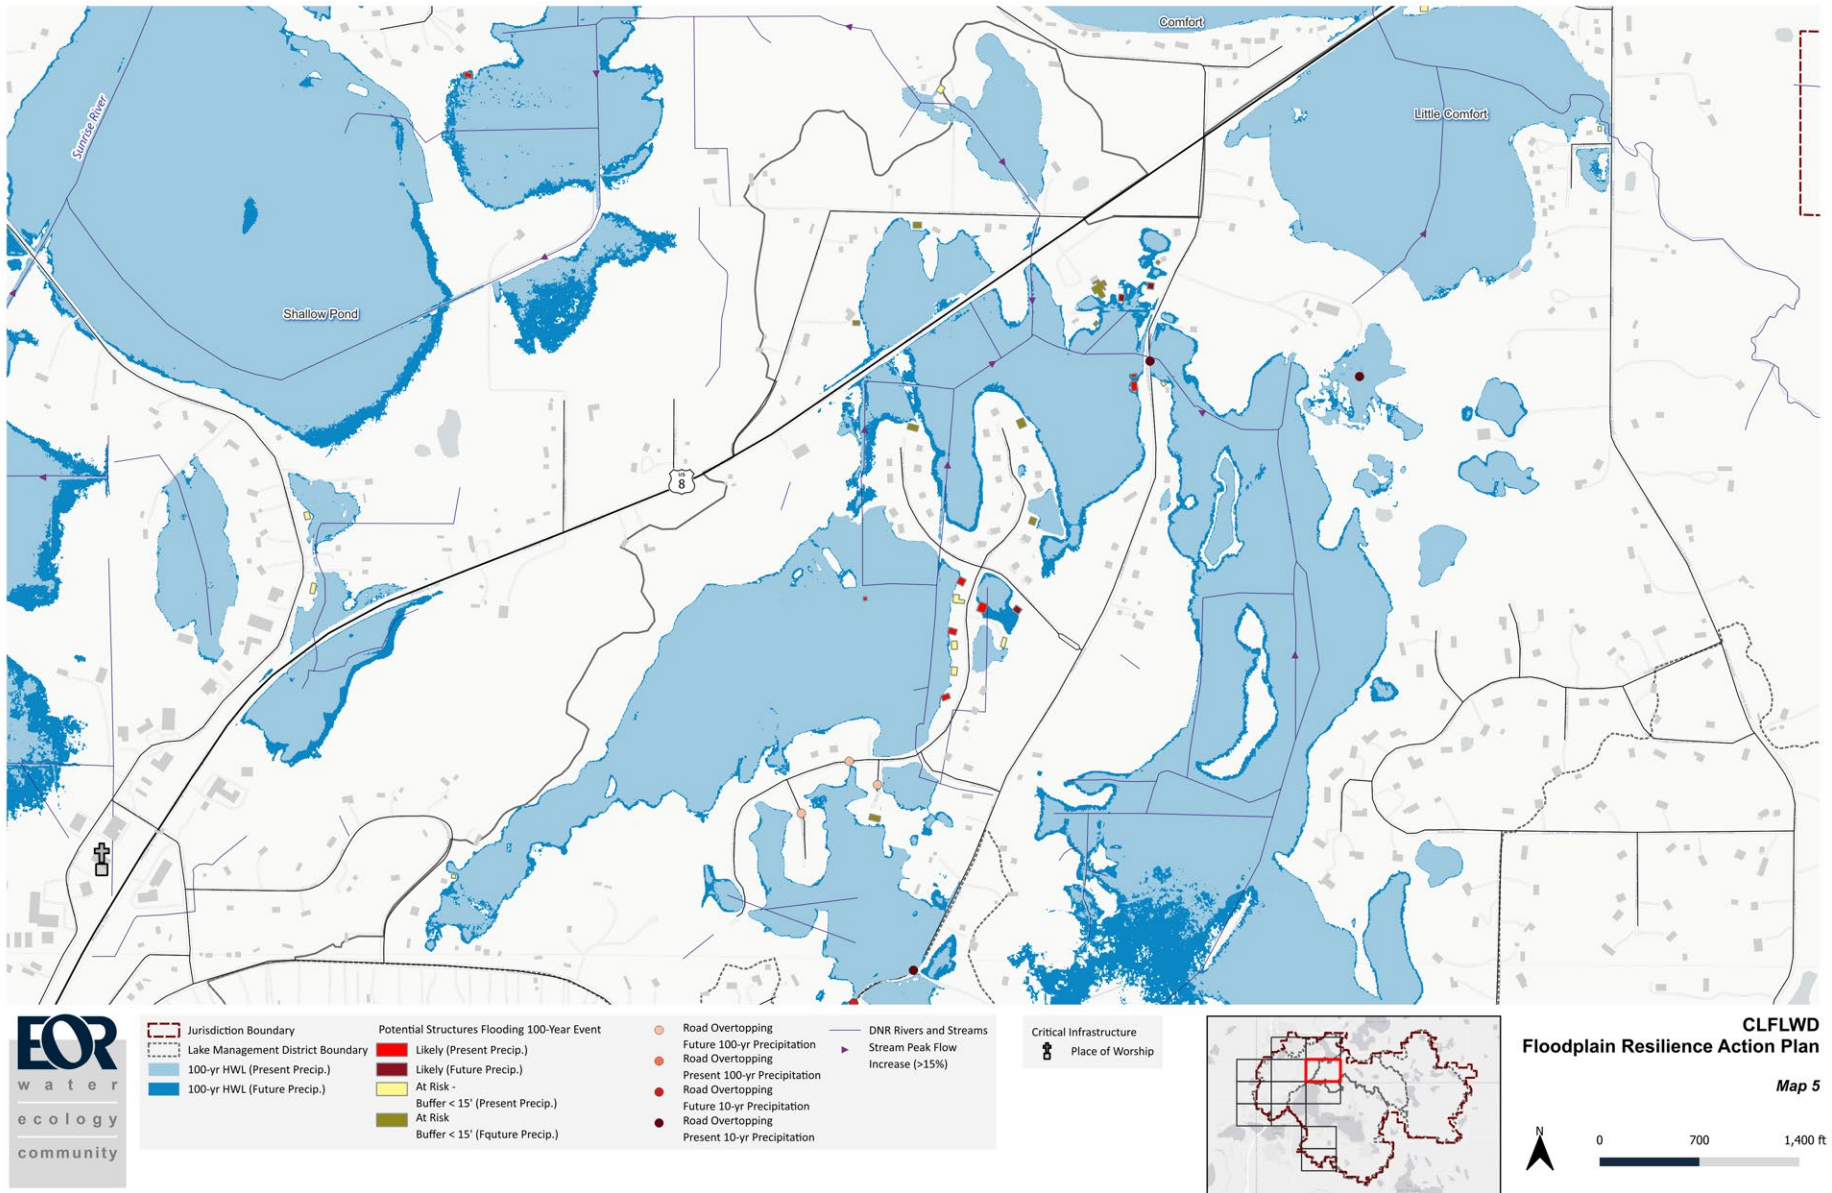 Comfort
Sunrise River
Little Comfort
Shallow Pond
US
8
EOR
water
ecology
community
Jurisdiction Boundary
Lake Management District Boundary
100-yr HWL (Present Precip.)
100-yr HWL (Future Precip.)
Potential Structures Flooding 100-Year Event
Likely (Present Precip.)
Likely (Future Precip.)
At Risk -
Buffer < 15' (Present Precip.)
At Risk
Buffer < 15' (Fquture Precip.)
Road Overtopping
Future 100-yr Precipitation
Road Overtopping
Present 100-yr Precipitation
Road Overtopping
Future 10-yr Precipitation
Road Overtopping
Present 10-yr Precipitation
DNR Rivers and Streams
Stream Peak Flow
Increase (>15%)
Critical Infrastructure
Place of Worship
CLFLWD
Floodplain Resilience Action Plan
Map 5
N
0 700 1,400 ft